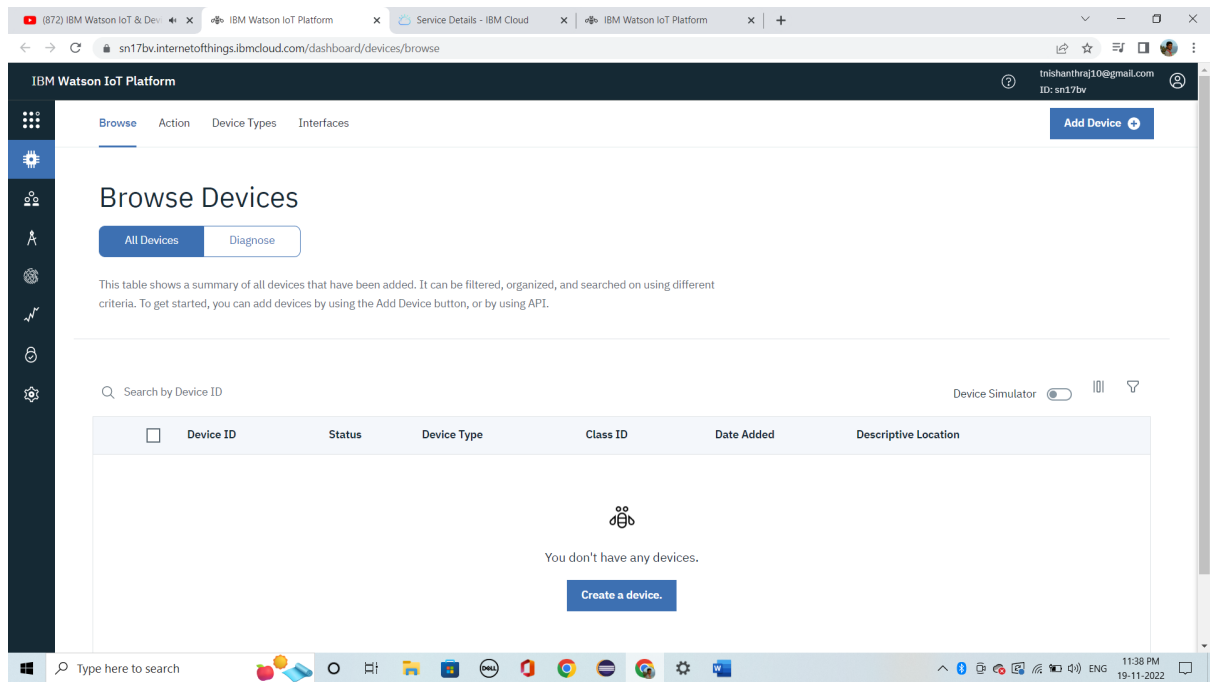 (872) IBM Watson IoT & Devi
IBM Watson IoT Platform
Service Details - IBM Cloud
IBM Watson IoT Platform
sn17bv.internetofthings.ibmcloud.com/dashboard/devices/browse
IBM Watson IoT Platform
tnishanthraj10@gmail.com
ID: sn17bv
Browse Action Device Types Interfaces
Add Device
Browse Devices
All Devices Diagnose
This table shows a summary of all devices that have been added. It can be filtered, organized, and searched on using different
criteria. To get started, you can add devices by using the Add Device button, or by using API.
Search by Device ID
Device Simulator
Device ID Status Device Type Class ID Date Added Descriptive Location
You don't have any devices.
Create a device.
Type here to search
DELL
W
ENG
11:38 PM
19-11-2022